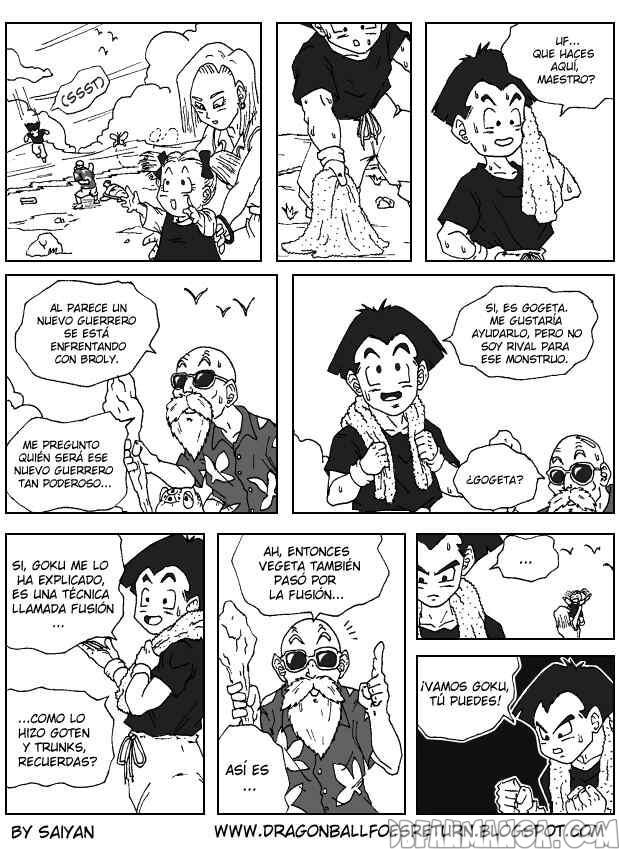 (SSST)
UF...
QUE HACES
AQUÍ,
MAESTRO?
AL PARECE UN
NUEVO GUERRERO
SE ESTÁ
ENFRENTANDO
CON BROLY.
ME PREGUNTO
QUIÉN SERÁ ESE
NUEVO GUERRERO
TAN PODEROSO...
SI, ES GOGETA.
ME GUSTARÍA
AYUDARLO, PERO NO
SOY RIVAL PARA
ESE MONSTRUO.
¿GOGETA?
SI, GOKU ME LO
HA EXPLICADO,
ES UNA TÉCNICA
LLAMADA FUSIÓN
...
...COMO LO
HIZO GOTEN
Y TRUNKS,
RECUERDAS?
AH, ENTONCES
VEGETA TAMBIÉN
PASÓ POR
LA FUSIÓN...
ASÍ ES
...
...
¡VAMOS GOKU,
TÚ PUEDES!
BY SAIYAN
WWW.DRAGONBALLFOESRETURN.BLOGSPOT.COM
DBFANMANGA.COM